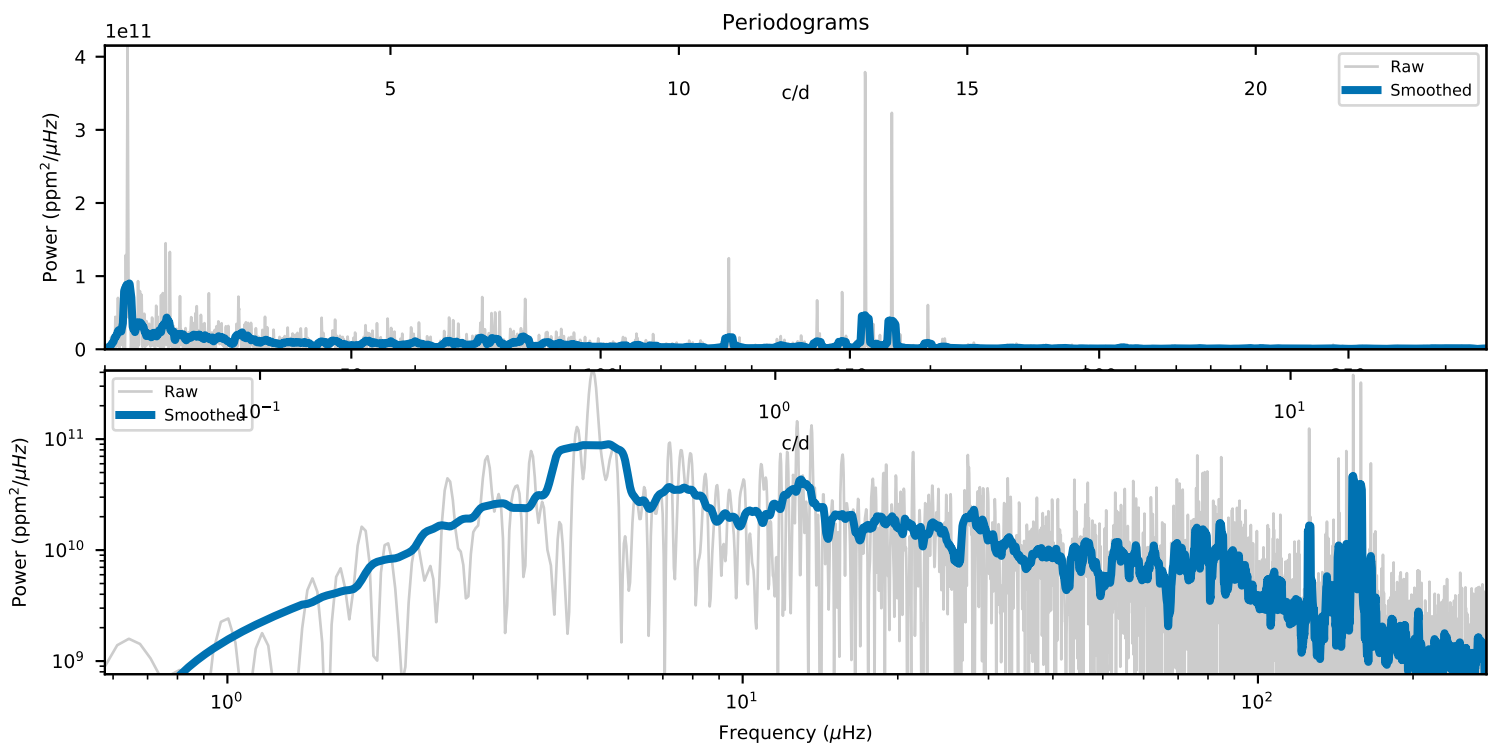 Periodograms
1e11
4
3
2
1
0
Power (ppm²/μHz)
5
10
c/d
15
20
Raw
Smoothed
Raw
Smoothed
10⁻¹
10⁰
10¹
c/d
10¹¹
10¹⁰
10⁹
Power (ppm²/μHz)
10⁰
10¹
10²
Frequency (μHz)